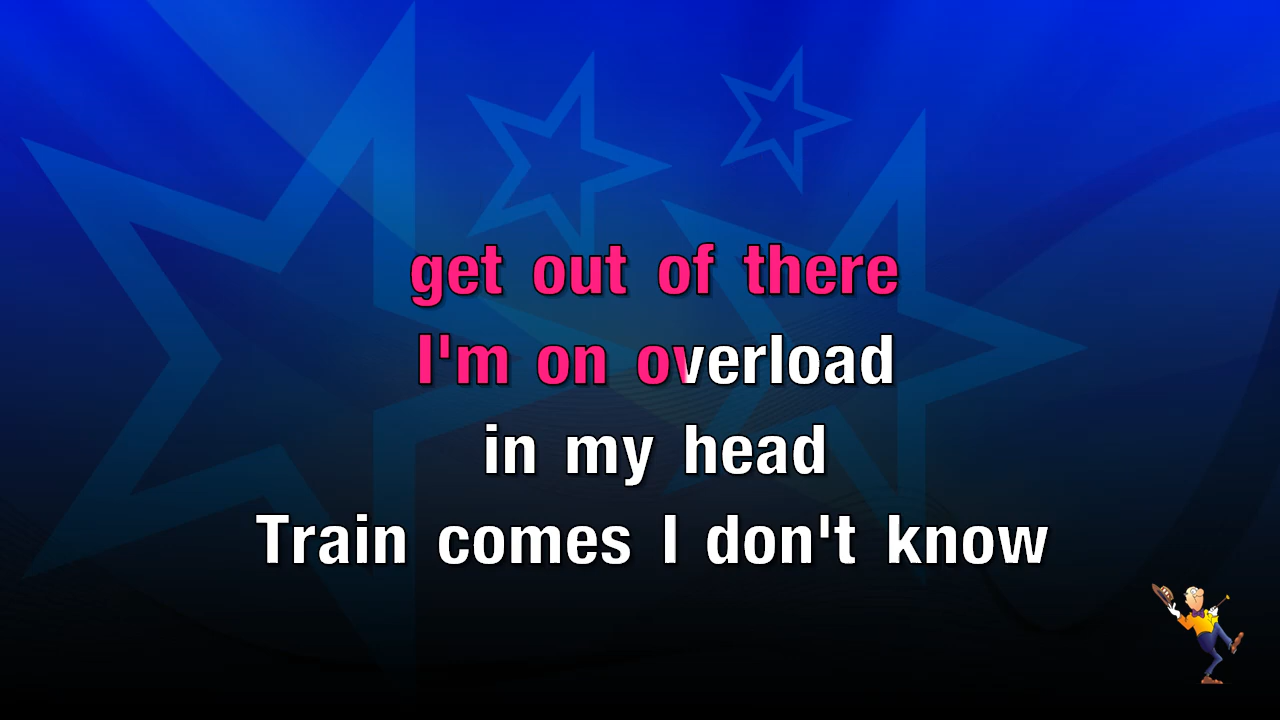 get out of there
I'm on overload
in my head
Train comes I don't know